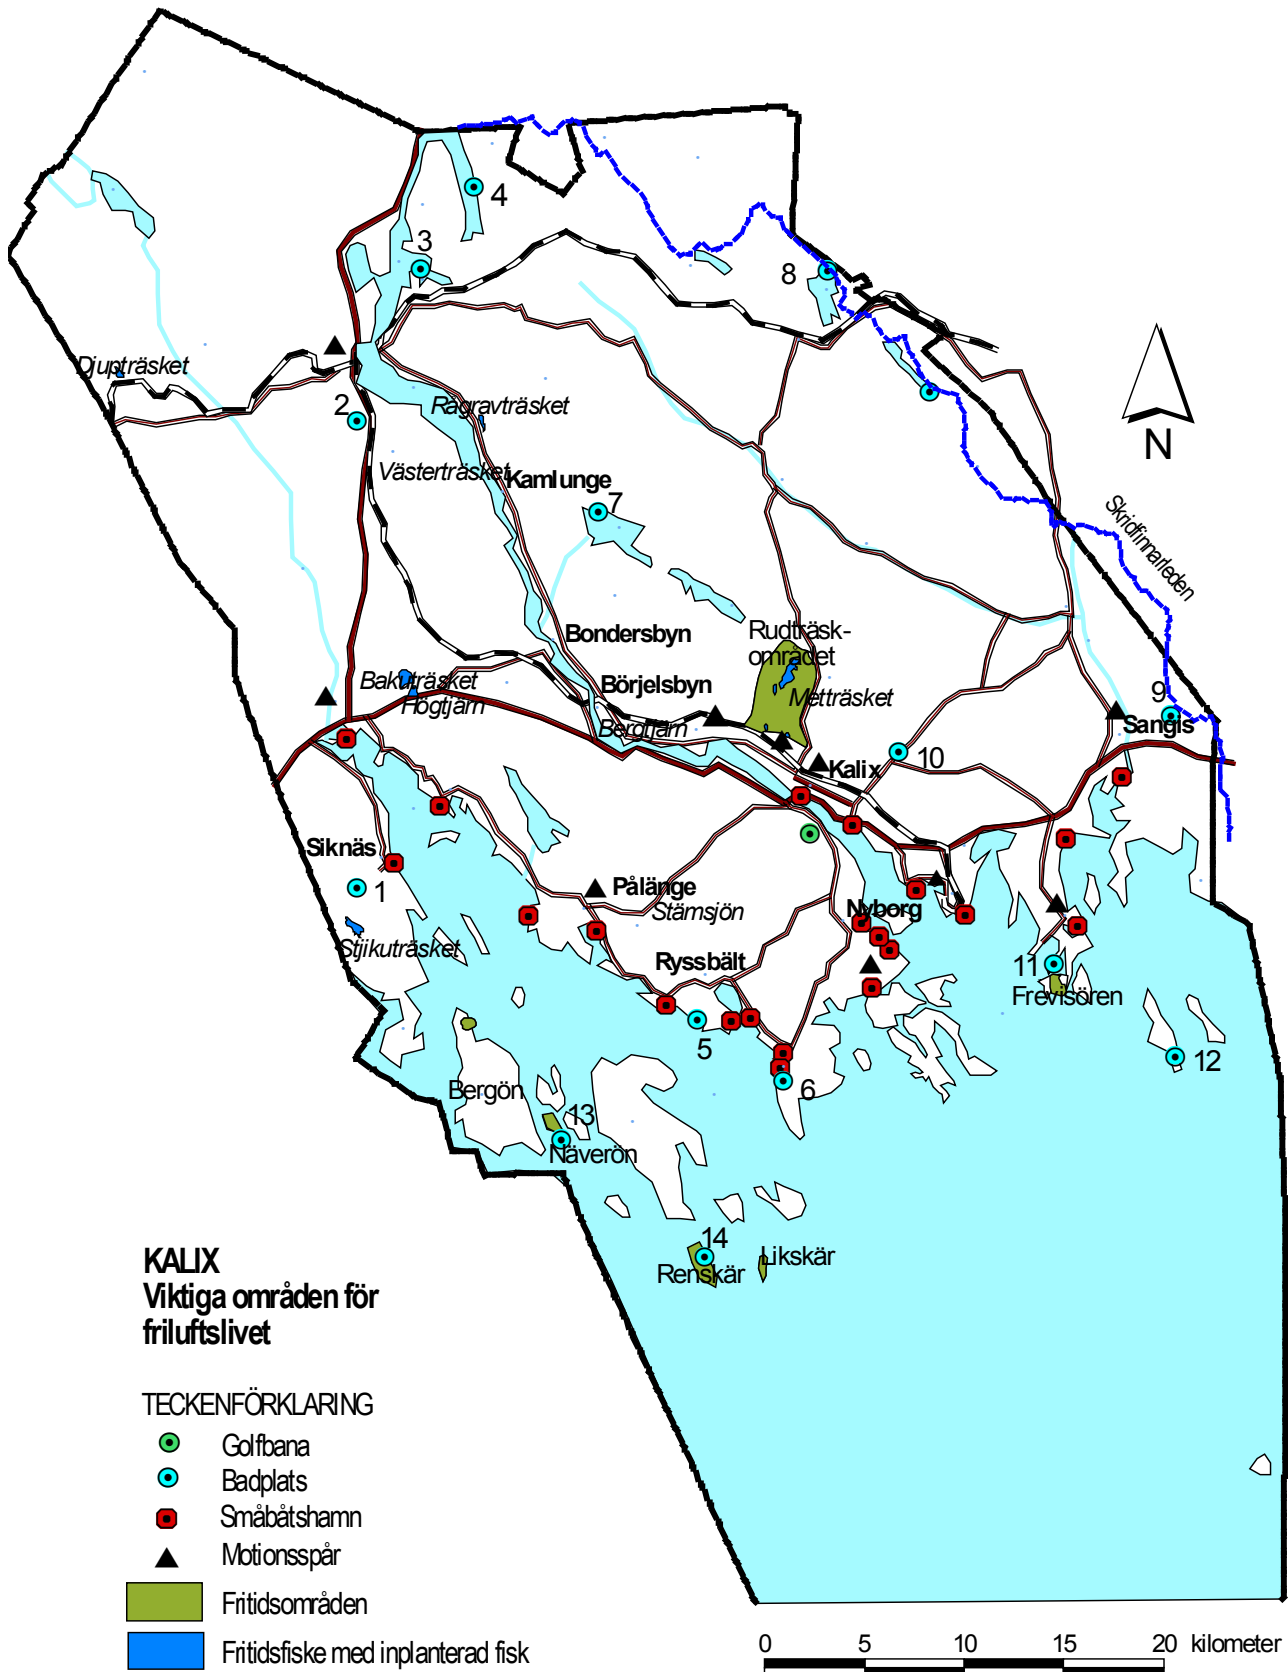 4
3
8
Djupträsket
2
Rågravträsket
Västerträsket
Kamlunge
7
N
Skridfinnarleden
Bondersbyn
Rudträsk-
området
Bakuträsket
Börjelsbyn
Högtjärn
Metträsket
9
Bergtjärn
Sangis
10
Kalix
Siknäs
1
Pålänge
Stämsjön
Nyborg
Stjikuträsket
Ryssbält
11
Frevisören
5
12
6
Bergön
13
Näverön
14
Likskär
Renskär
KALIX
Viktiga områden för
friluftslivet
TECKENFÖRKLARING
Golfbana
Badplats
Småbåtshamn
Motionsspår
Fritidsområden
Fritidsfiske med inplanterad fisk
0 5 10 15 20 kilometer